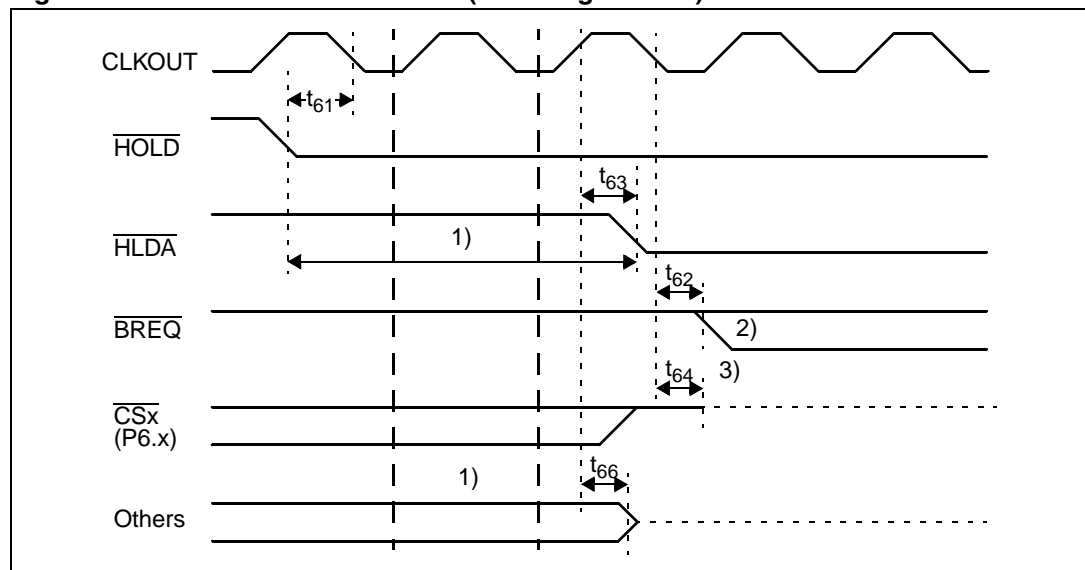 CLKOUT
t61
HOLD
t63
HLDA
1)
t62
BREQ
2)
t64
3)
CSx
(P6.x)
1)
t66
Others